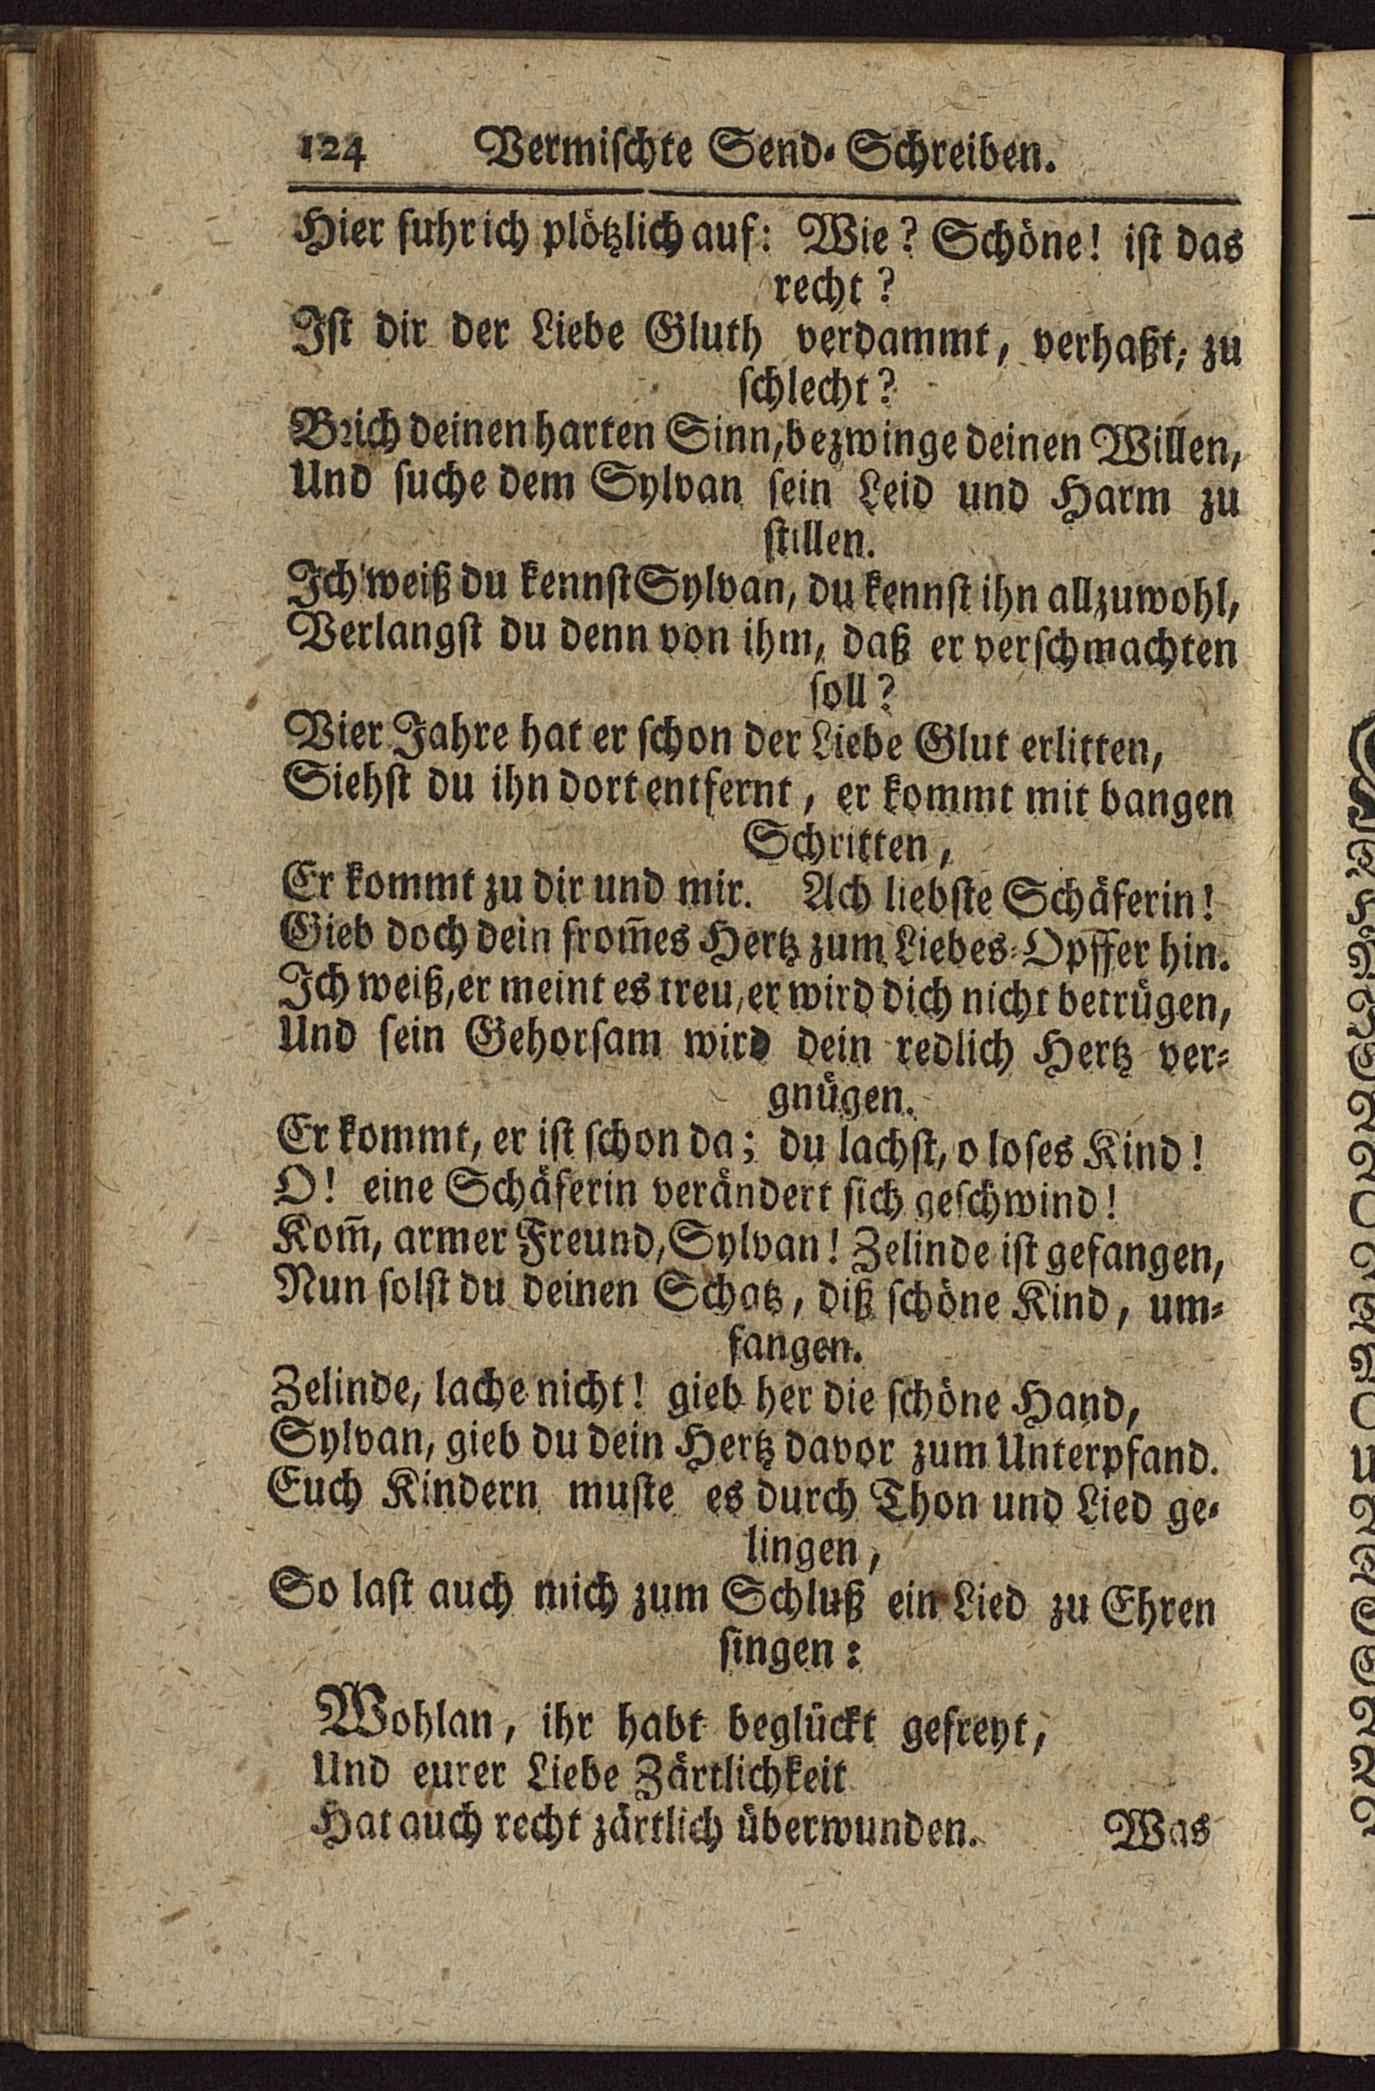 124 Vermischte Send-Schreiben.
Hier fuhr ich plötzlich auf: Wie? Schöne! ist das
recht?
Ist dir der Liebe Gluth verdammt, verhaßt, zu
schlecht?
Brich deinen harten Sinn, bezwinge deinen Willen,
Und suche dem Sylvan sein Leid und Harm zu
stillen.
Ich weiß du kennst Sylvan, du kennst ihn allzuwohl,
Verlangst du denn von ihm, daß er verschmachten
soll?
Vier Jahre hat er schon der Liebe Glut erlitten,
Siehst du ihn dort entfernt, er kommt mit bangen
Schritten,
Er kommt zu dir und mir. Ach liebste Schäferin!
Gieb doch dein from̄es Hertz zum Liebes-Opffer hin.
Ich weiß, er meint es treu, er wird dich nicht betrügen,
Und sein Gehorsam wird dein redlich Hertz ver-
gnügen.
Er kommt, er ist schon da; du lachst, o loses Kind!
O! eine Schäferin verändert sich geschwind!
Kom̄, armer Freund, Sylvan! Zelinde ist gefangen,
Nun solst du deinen Schatz, diß schöne Kind, um-
fangen.
Zelinde, lache nicht! gieb her die schöne Hand,
Sylvan, gieb du dein Hertz davor zum Unterpfand.
Euch Kindern muste es durch Thon und Lied ge-
lingen,
So last auch mich zum Schluß ein Lied zu Ehren
singen:
Wohlan, ihr habt beglückt gefreyt,
Und eurer Liebe Zärtlichkeit
Hat auch recht zärtlich überwunden.
Was